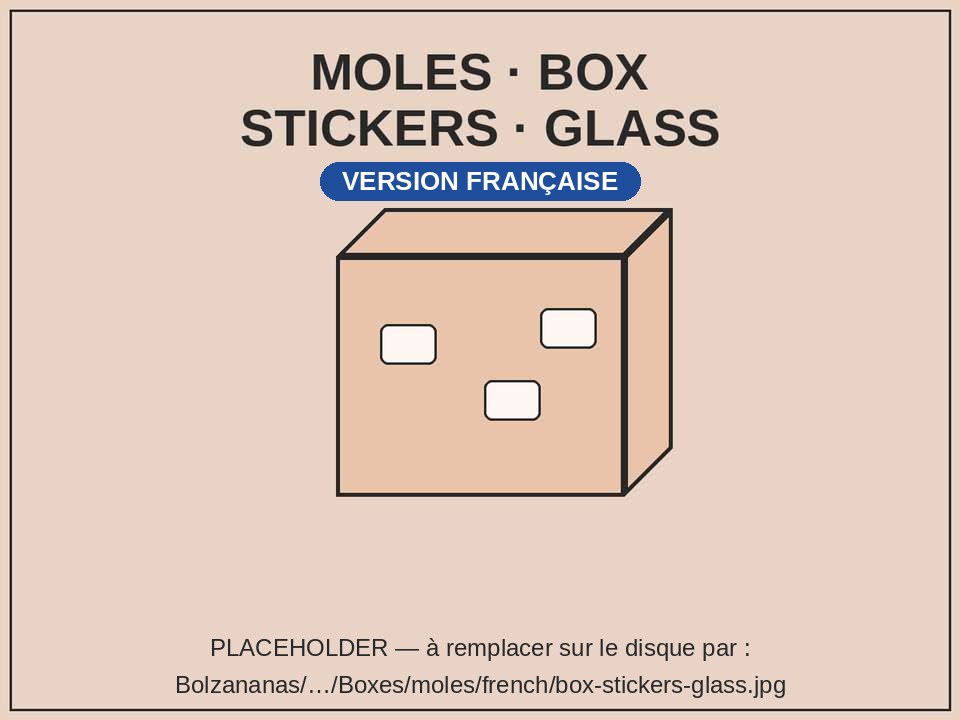 MOLES · BOX
STICKERS · GLASS
VERSION FRANÇAISE
PLACEHOLDER — à remplacer sur le disque par :
Bolzananas/…/Boxes/moles/french/box-stickers-glass.jpg